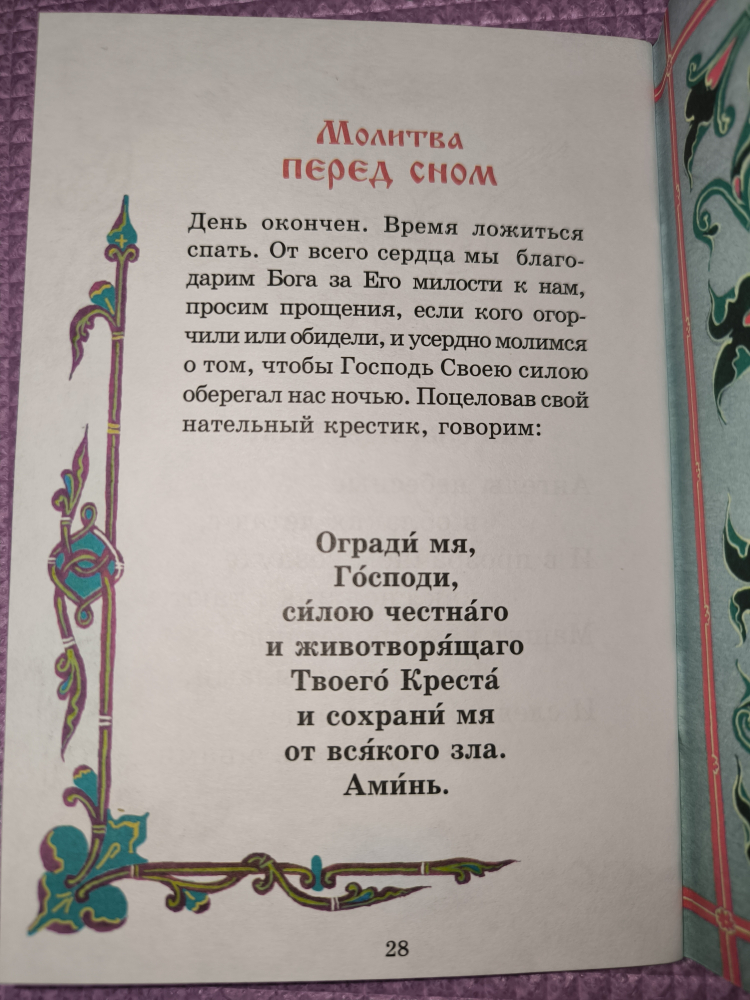 Молитва
перед сном
День окончен. Время ложиться
спать. От всего сердца мы благо-
дарим Бога за Его милости к нам,
просим прощения, если кого огор-
чили или обидели, и усердно молимся
о том, чтобы Господь Своею силою
оберегал нас ночью. Поцеловав свой
нательный крестик, говорим:
Огради́ мя,
Го́споди,
си́лою честна́го
и животворя́щаго
Твоего́ Креста́
и сохрани́ мя
от вся́кого зла.
Ами́нь.
28